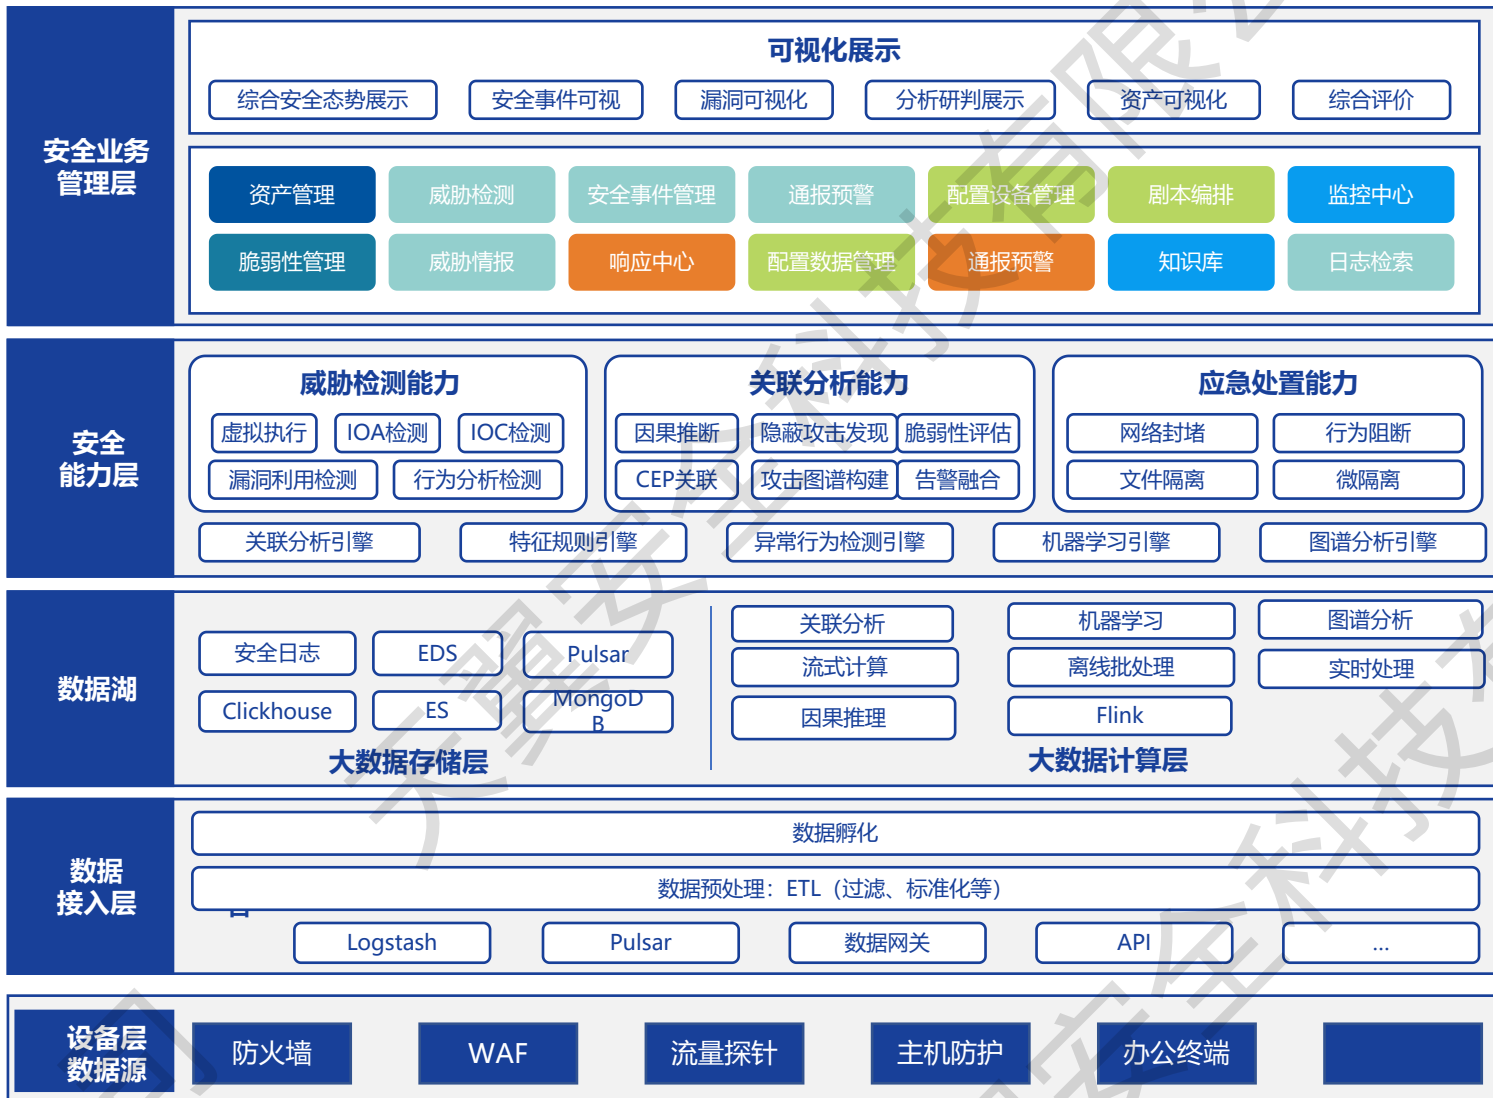 可视化展示
综合安全态势展示 安全事件可视 漏洞可视化 分析研判展示 资产可视化 综合评价
安全业务
管理层
资产管理 威胁检测 安全事件管理 通报预警 配置设备管理 剧本编排 监控中心
脆弱性管理 威胁情报 响应中心 配置数据管理 通报预警 知识库 日志检索
安全
能力层
威胁检测能力 关联分析能力 应急处置能力
虚拟执行 IOA检测 IOC检测 因果推断 隐蔽攻击发现 脆弱性评估 网络封堵 行为阻断
漏洞利用检测 行为分析检测 CEP关联 攻击图谱构建 告警融合 文件隔离 微隔离
关联分析引擎 特征规则引擎 异常行为检测引擎 机器学习引擎 图谱分析引擎
数据湖
安全日志 EDS Pulsar
Clickhouse ES MongoD
B
大数据存储层
关联分析 机器学习 图谱分析
流式计算 离线批处理 实时处理
因果推理 Flink
大数据计算层
数据
接入层
数据孵化
数据预处理：ETL（过滤、标准化等）
Logstash Pulsar 数据网关 API ...
设备层
数据源
防火墙 WAF 流量探针 主机防护 办公终端
天翼安全科技有限公
安全科技有
司